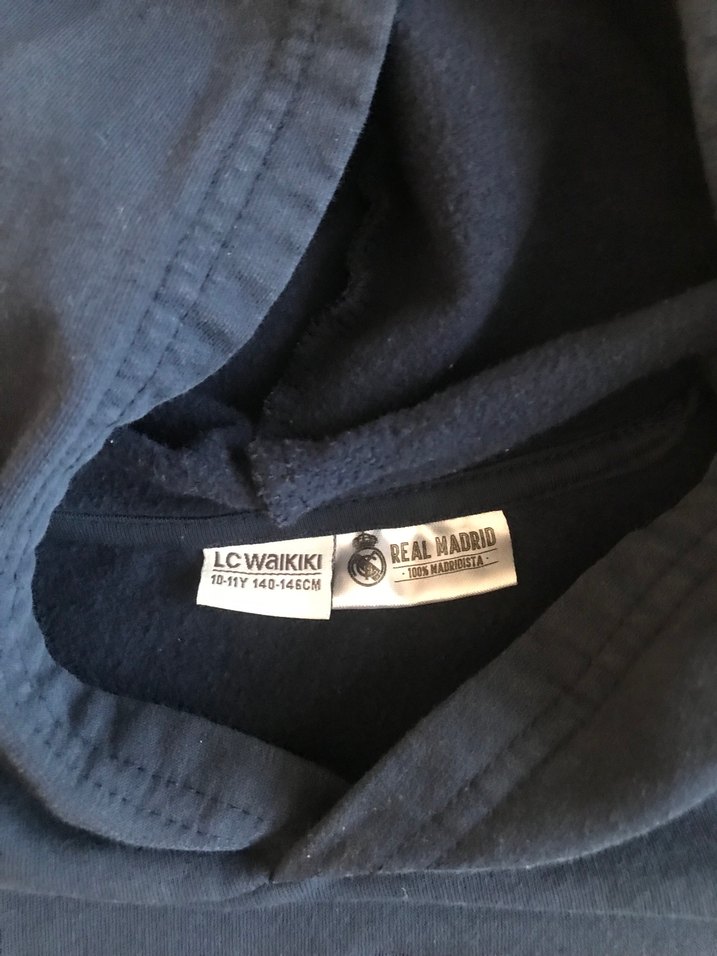 LC WaIKIKI
10-11Y 140-146CM
REAL MADRID
· 100% MADRIDISTA ·